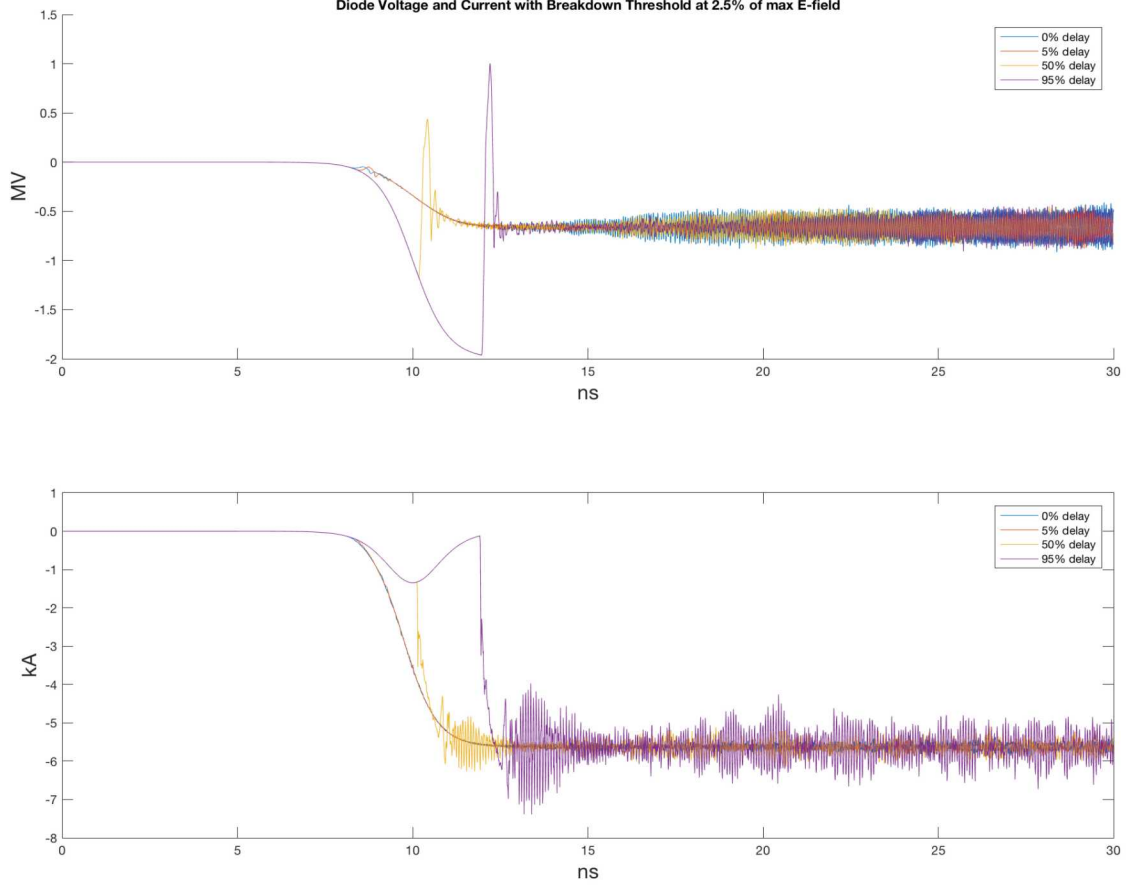 Diode Voltage and Current with Breakdown Threshold at 2.5% of max E-field
1.5
1
0.5
0
-0.5
-1
-1.5
-2
MV
0% delay
5% delay
50% delay
95% delay
0 5 10 15 20 25 30
ns
1
0
-1
-2
-3
-4
-5
-6
-7
-8
kA
0% delay
5% delay
50% delay
95% delay
0 5 10 15 20 25 30
ns